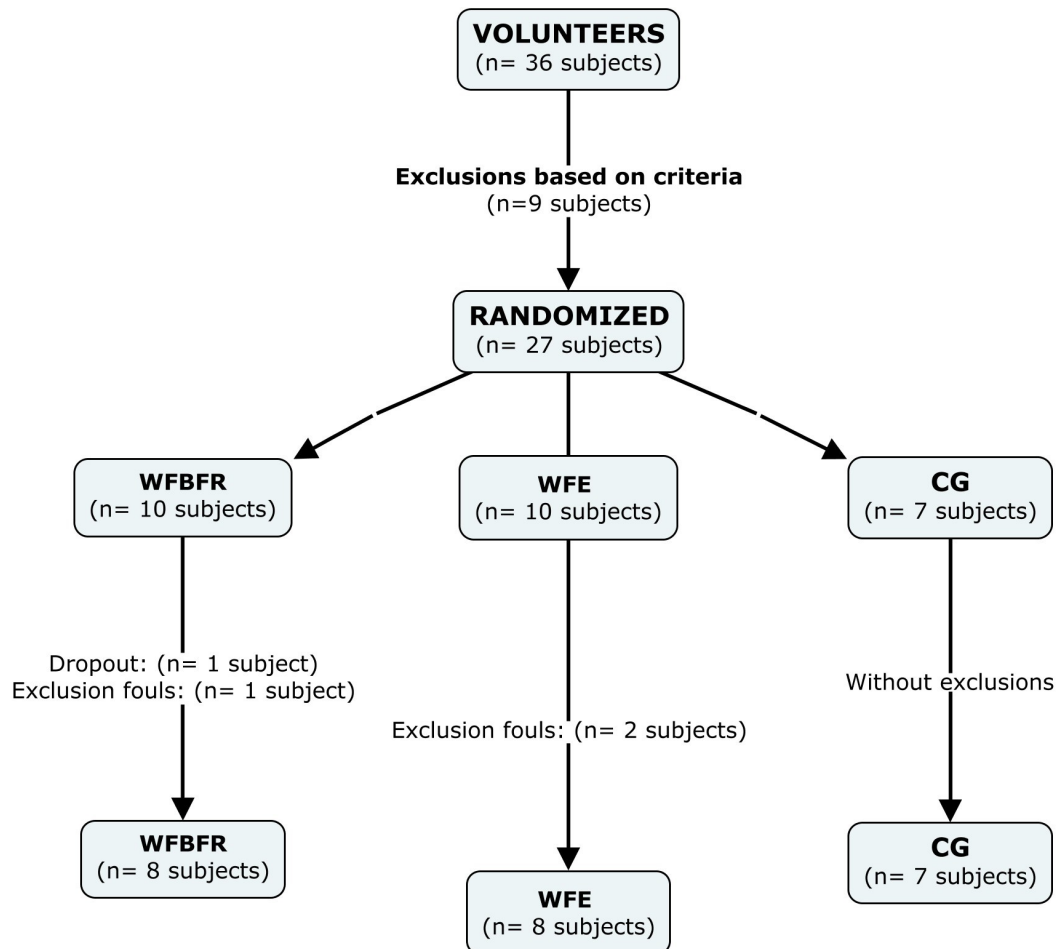 VOLUNTEERS
(n= 36 subjects)
Exclusions based on criteria
(n=9 subjects)
RANDOMIZED
(n= 27 subjects)
WFBFR
(n= 10 subjects)
WFE
(n= 10 subjects)
CG
(n= 7 subjects)
Dropout: (n= 1 subject)
Exclusion fouls: (n= 1 subject)
Exclusion fouls: (n= 2 subjects)
Without exclusions
WFBFR
(n= 8 subjects)
WFE
(n= 8 subjects)
CG
(n= 7 subjects)